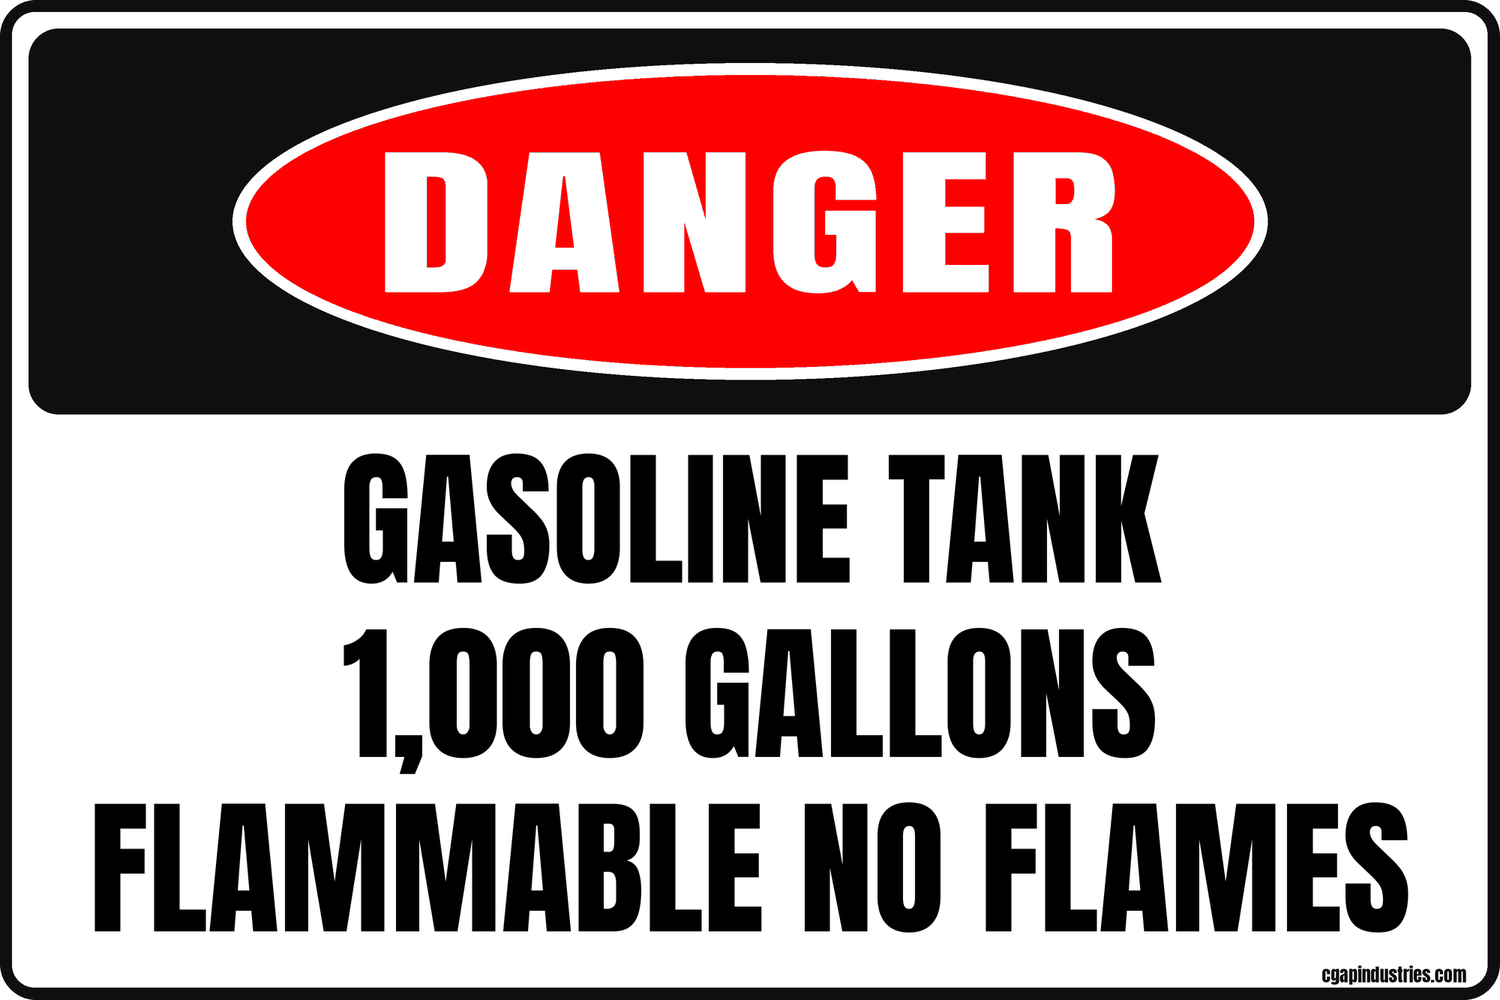 DANGER
GASOLINE TANK
1,000 GALLONS
FLAMMABLE NO FLAMES
cgapindustries.com